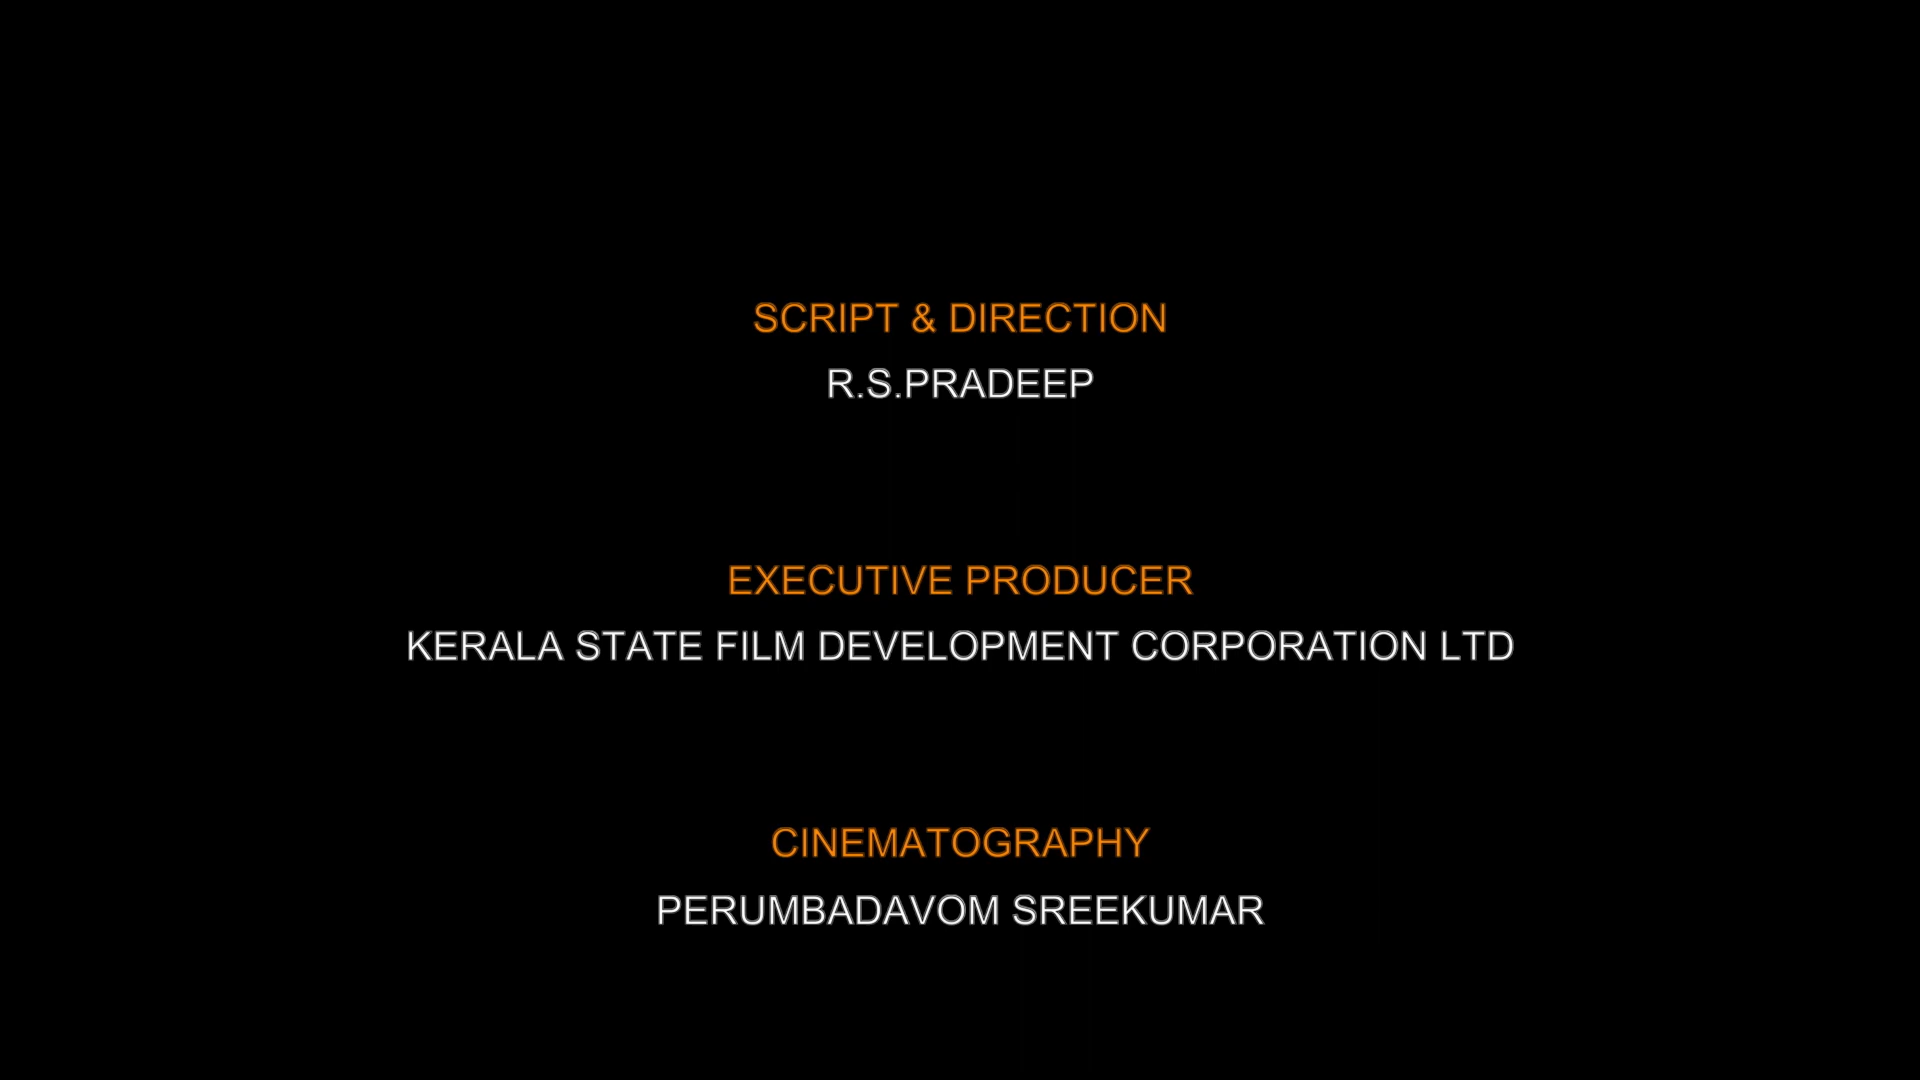 SCRIPT & DIRECTION
R.S.PRADEEP
EXECUTIVE PRODUCER
KERALA STATE FILM DEVELOPMENT CORPORATION LTD
CINEMATOGRAPHY
PERUMBADAVOM SREEKUMAR